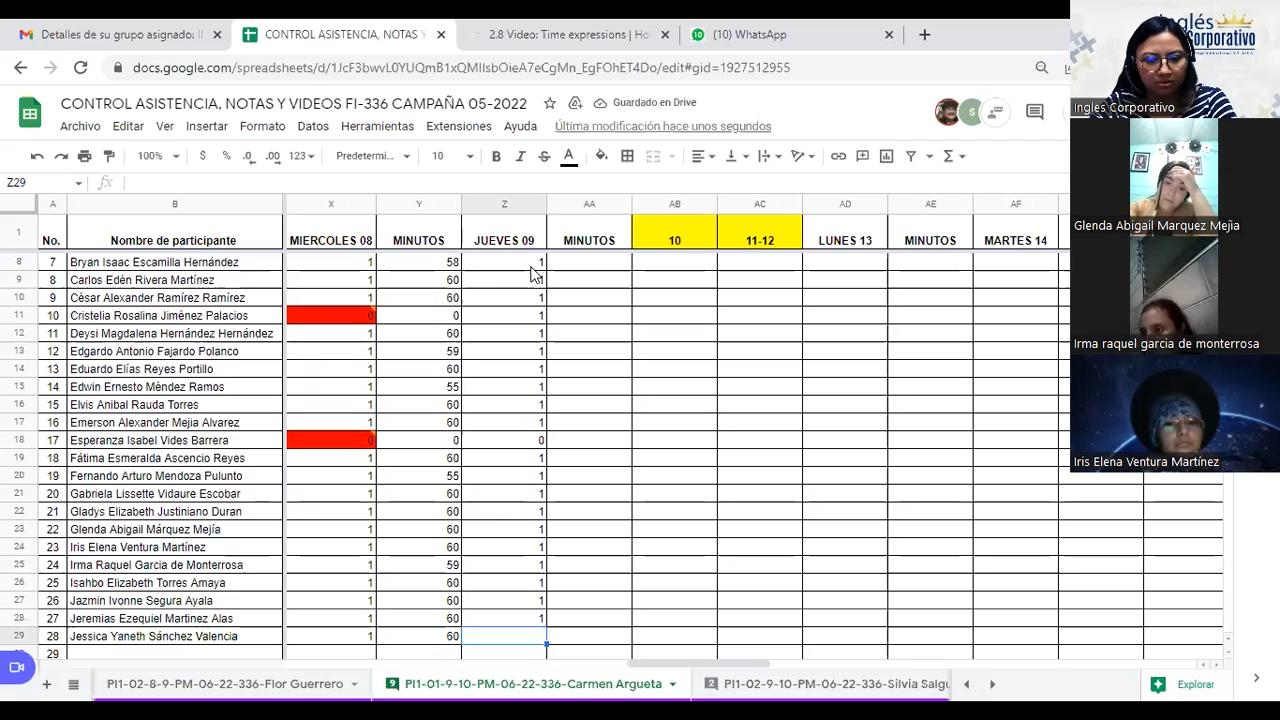 Detalles de su grupo asignado: I
CONTROL ASISTENCIA, NOTAS Y
2.8 Video: Time expressions | Ho
(10) WhatsApp
CONTROL ASISTENCIA, NOTAS Y VIDEOS FI-336 CAMPAÑA 05-2022
Guardado en Drive
Archivo Editar Ver Insertar Formato Datos Herramientas Extensiones Ayuda
Última modificación hace unos segundos
100% $ % .0 .00 123 Predetermi... 10 B I S A
Z29 fx
A B X Y Z AA AB AC AD AE AF
1 No. Nombre de participante MIERCOLES 08 MINUTOS JUEVES 09 MINUTOS 10 11-12 LUNES 13 MINUTOS MARTES 14
8 7 Bryan Isaac Escamilla Hernández 1 58 1
9 8 Carlos Edén Rivera Martínez 1 60 1
10 9 César Alexander Ramírez Ramírez 1 60 1
11 10 Cristelia Rosalina Jiménez Palacios 0 0 1
12 11 Deysi Magdalena Hernández Hernández 1 60 1
13 12 Edgardo Antonio Fajardo Polanco 1 59 1
14 13 Eduardo Elías Reyes Portillo 1 60 1
15 14 Edwin Ernesto Méndez Ramos 1 55 1
16 15 Elvis Anibal Rauda Torres 1 60 1
17 16 Emerson Alexander Mejia Alvarez 1 60 1
18 17 Esperanza Isabel Vides Barrera 0 0 0
19 18 Fátima Esmeralda Ascencio Reyes 1 60 1
20 19 Fernando Arturo Mendoza Pulunto 1 55 1
21 20 Gabriela Lissette Vidaure Escobar 1 60 1
22 21 Gladys Elizabeth Justiniano Duran 1 60 1
23 22 Glenda Abigail Márquez Mejía 1 60 1
24 23 Iris Elena Ventura Martínez 1 60 1
25 24 Irma Raquel Garcia de Monterrosa 1 59 1
26 25 Isahbo Elizabeth Torres Amaya 1 60 1
27 26 Jazmin Ivonne Segura Ayala 1 60 1
28 27 Jeremias Ezequiel Martinez Alas 1 60 1
29 28 Jessica Yaneth Sánchez Valencia 1 60
29
PI1-02-8-9-PM-06-22-336-Flor Guerrero
9 PI1-01-9-10-PM-06-22-336-Carmen Argueta
2 PI1-02-9-10-PM-06-22-336-Silvia Salgu
Explorar
Inglés
Corporativo
Ingles Corporativo
Glenda Abigail Marquez Mejia
Irma raquel garcia de monterrosa
Iris Elena Ventura Martínez